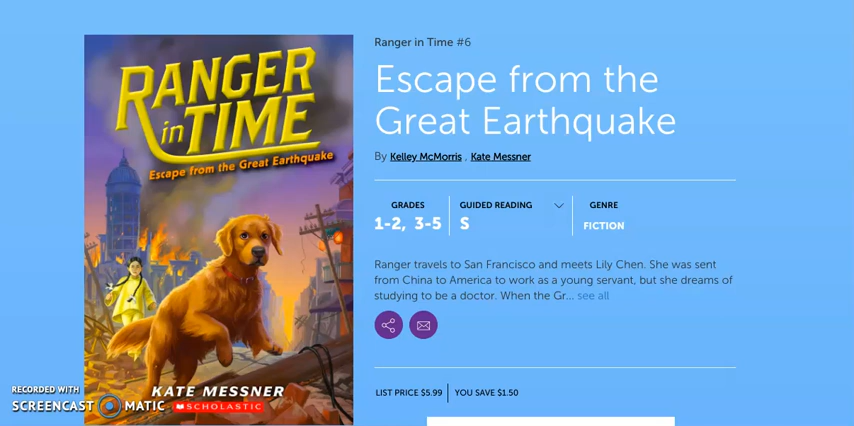 Ranger in Time #6
Escape from the
Great Earthquake
By Kelley McMorris , Kate Messner
GRADES
1-2, 3-5
GUIDED READING
S
GENRE
FICTION
Ranger travels to San Francisco and meets Lily Chen. She was sent
from China to America to work as a young servant, but she dreams of
studying to be a doctor. When the Gr... see all
LIST PRICE $5.99
YOU SAVE $1.50
RANGER
in TIME
Escape from the Great Earthquake
KATE MESSNER
SCHOLASTIC
RECORDED WITH
SCREENCAST MATIC